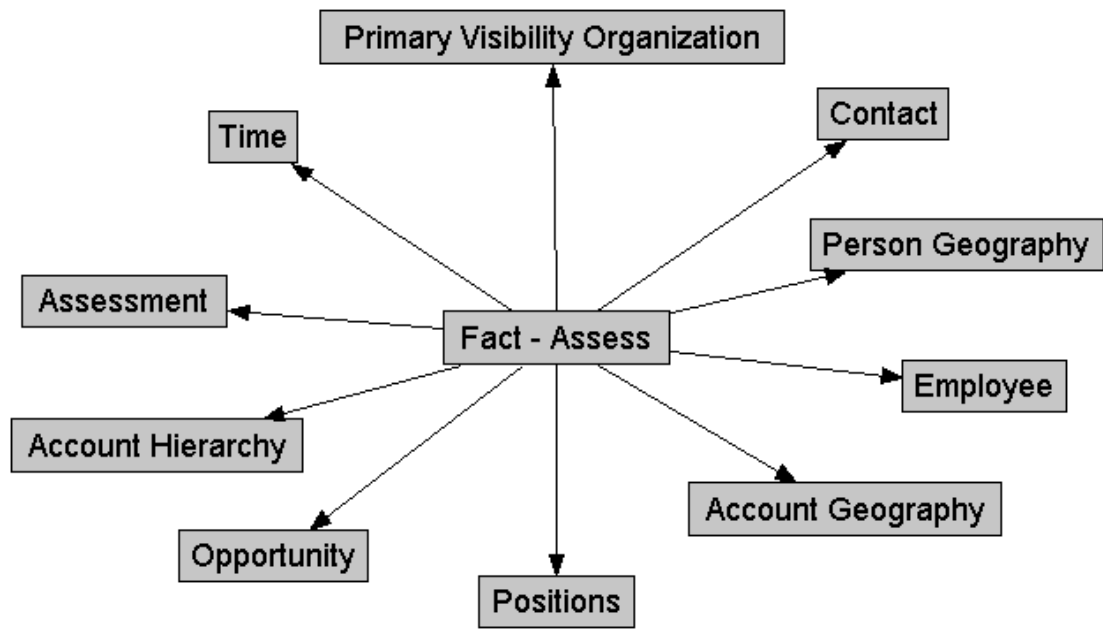 Primary Visibility Organization
Contact
Time
Person Geography
Assessment
Fact - Assess
Employee
Account Hierarchy
Account Geography
Opportunity
Positions